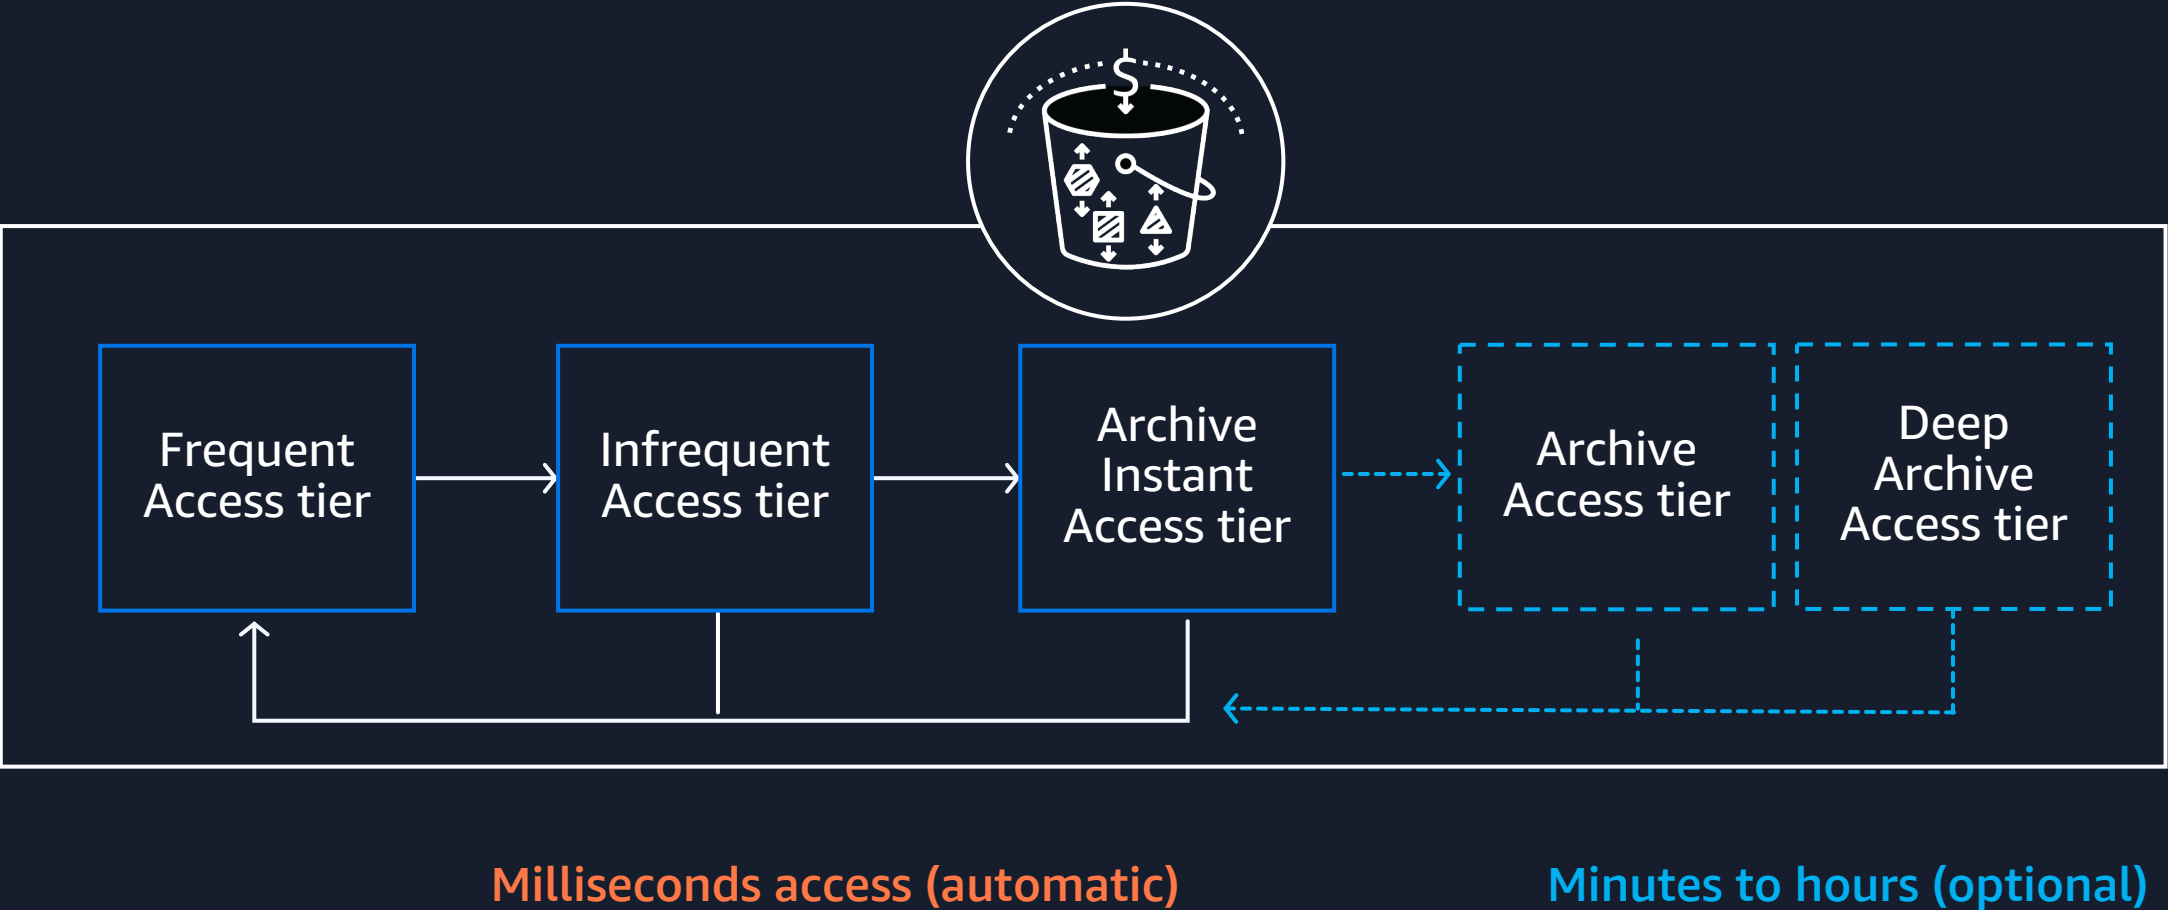 $
Frequent
Access tier
Infrequent
Access tier
Archive
Instant
Access tier
Archive
Access tier
Deep
Archive
Access tier
Milliseconds access (automatic)
Minutes to hours (optional)